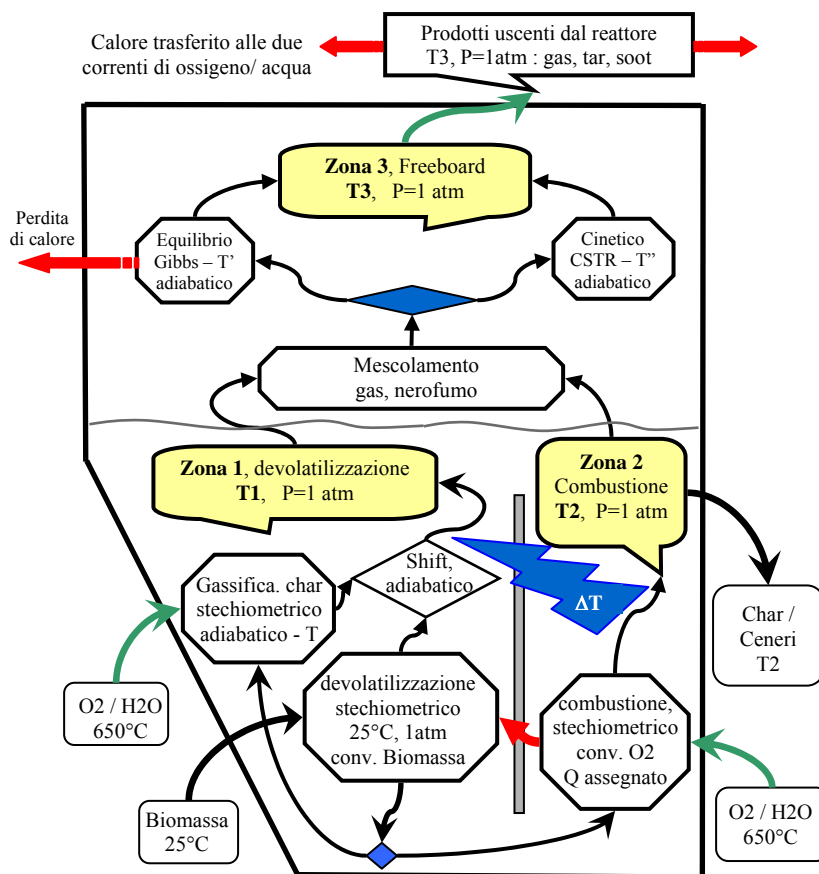 Calore trasferito alle due
correnti di ossigeno/ acqua
Prodotti uscenti dal reattore
T3, P=1atm : gas, tar, soot
Zona 3, Freeboard
T3, P=1 atm
Perdita
di calore
Equilibrio
Gibbs – T’
adiabatico
Cinetico
CSTR – T”
adiabatico
Mescolamento
gas, nerofumo
Zona 1, devolatilizzazione
T1, P=1 atm
Zona 2
Combustione
T2, P=1 atm
Gassifica. char
stechiometrico
adiabatico - T
Shift,
adiabatico
ΔT
Char /
Ceneri
T2
O2 / H2O
650°C
devolatilizzazione
stechiometrico
25°C, 1atm
conv. Biomassa
combustione,
stechiometrico
conv. O2
Q assegnato
Biomassa
25°C
O2 / H2O
650°C